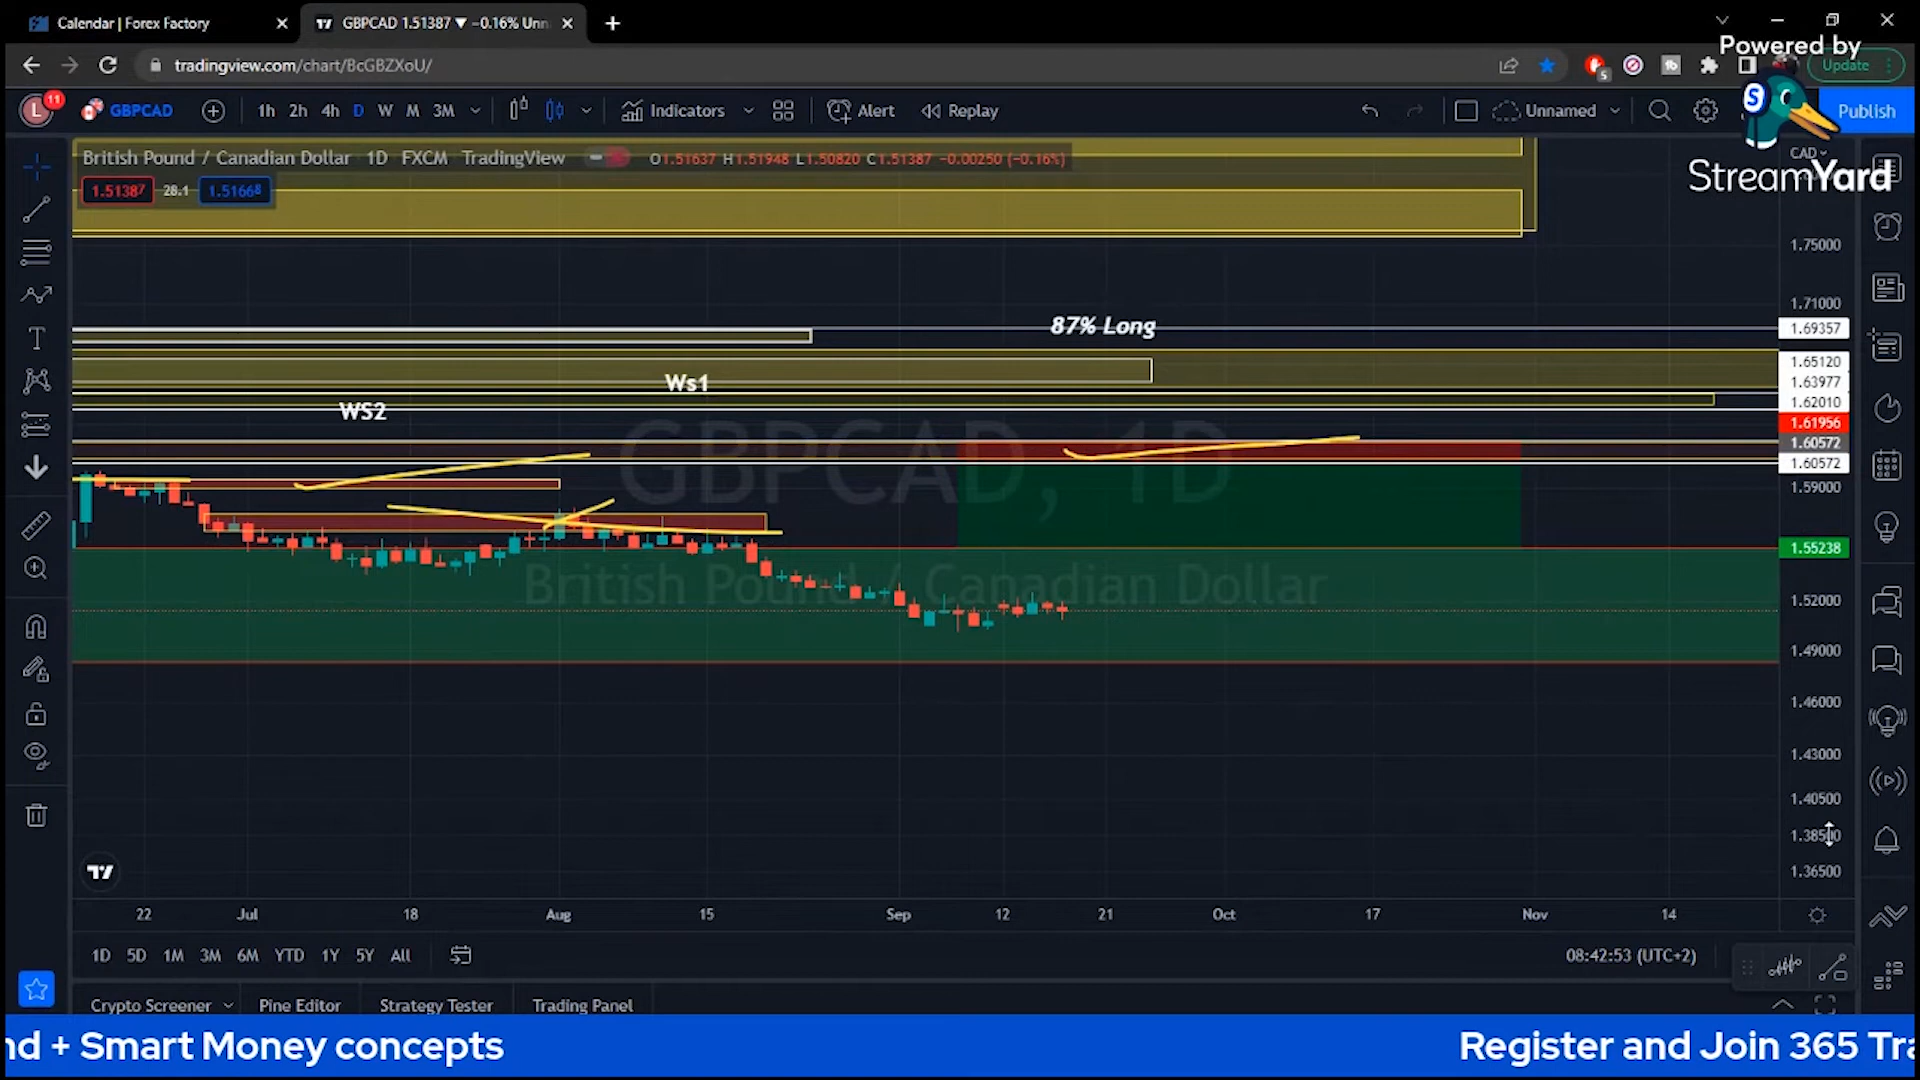 Calendar | Forex Factory
GBPCAD 1.51387 ▼ −0.16% Unn
Powered by
tradingview.com/chart/BcGBZXoU/
5
Update
L
11
GBPCAD
1h 2h 4h D W M 3M
Indicators
Alert
Replay
Unnamed
Publish
S
StreamYard
British Pound / Canadian Dollar 1D FXCM TradingView
O1.51637 H1.51948 L1.50820 C1.51387 −0.00250 (−0.16%)
CAD
1.51387 28.1 1.51668
1.75000
1.71000
87% Long
1.69357
1.65120
Ws1
1.63977
WS2
1.62010
1.61956
1.60572
1.60572
GBPCAD, 1D
1.59000
1.55238
British Pound / Canadian Dollar
1.52000
1.49000
1.46000
1.43000
1.40500
1.38500
1.36500
22 Jul 18 Aug 15 Sep 12 21 Oct 17 Nov 14
1D 5D 1M 3M 6M YTD 1Y 5Y All
08:42:53 (UTC+2)
Crypto Screener
Pine Editor
Strategy Tester
Trading Panel
nd + Smart Money concepts
Register and Join 365 Tra